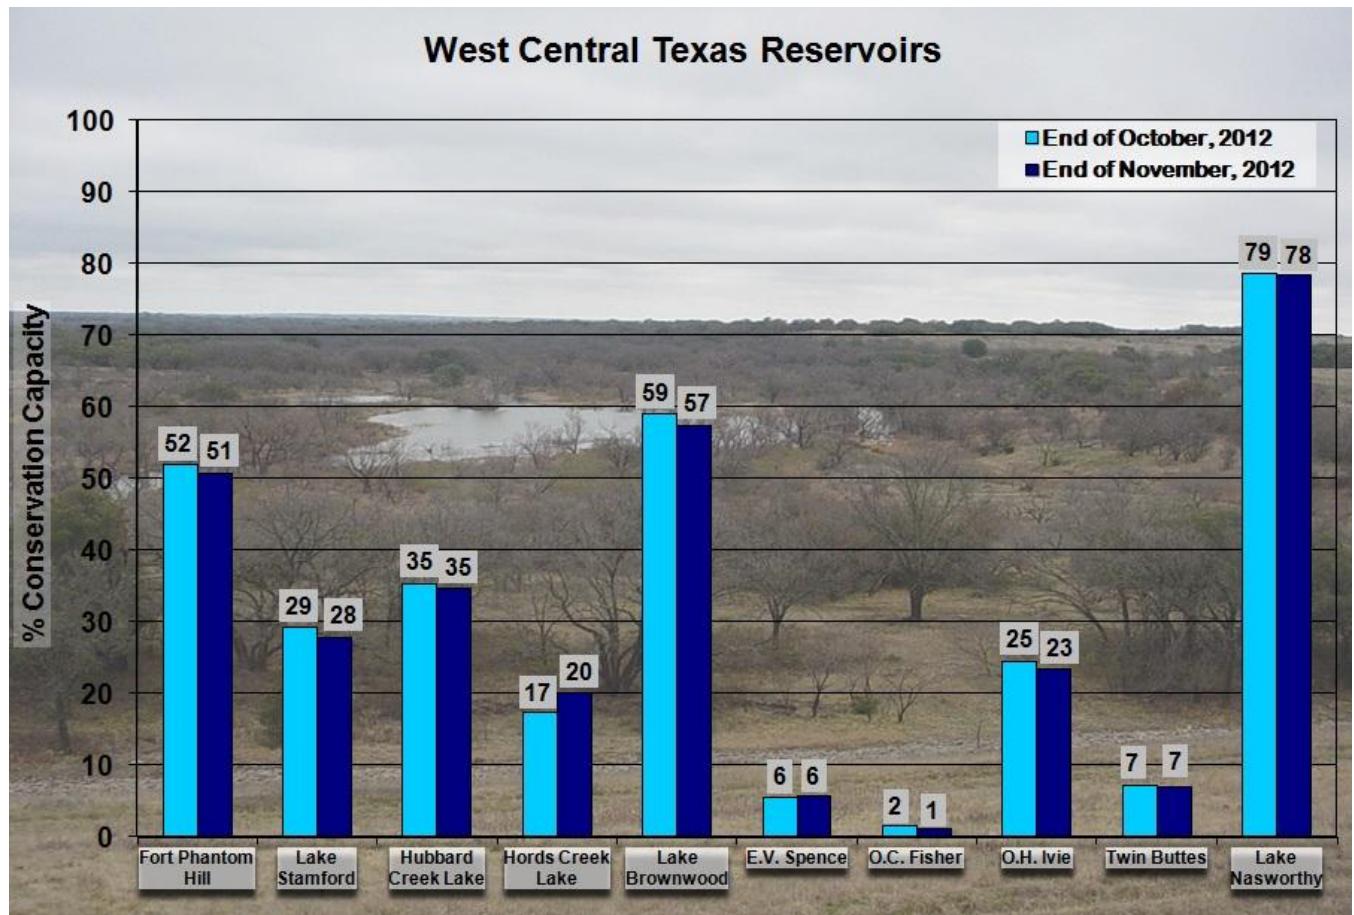 West Central Texas Reservoirs
% Conservation Capacity
100
90
80
70
60
50
40
30
20
10
0
End of October, 2012
End of November, 2012
52
51
29
28
35
35
17
20
59
57
6
6
2
1
25
23
7
7
79
78
Fort Phantom
Hill
Lake
Stamford
Hubbard
Creek Lake
Hords Creek
Lake
Lake
Brownwood
E.V. Spence
O.C. Fisher
O.H. Ivie
Twin Buttes
Lake
Nasworthy